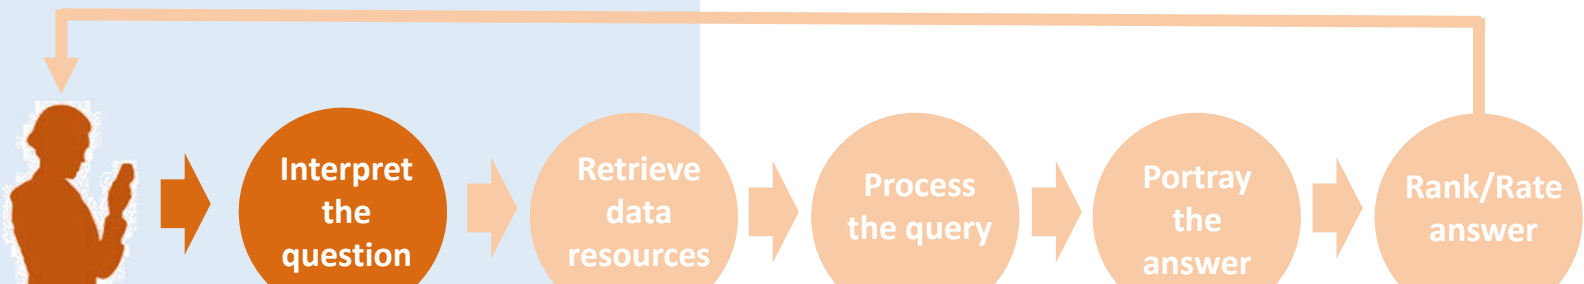 Interpret
the
question
Retrieve
data
resources
Process
the query
Portray
the
answer
Rank/Rate
answer